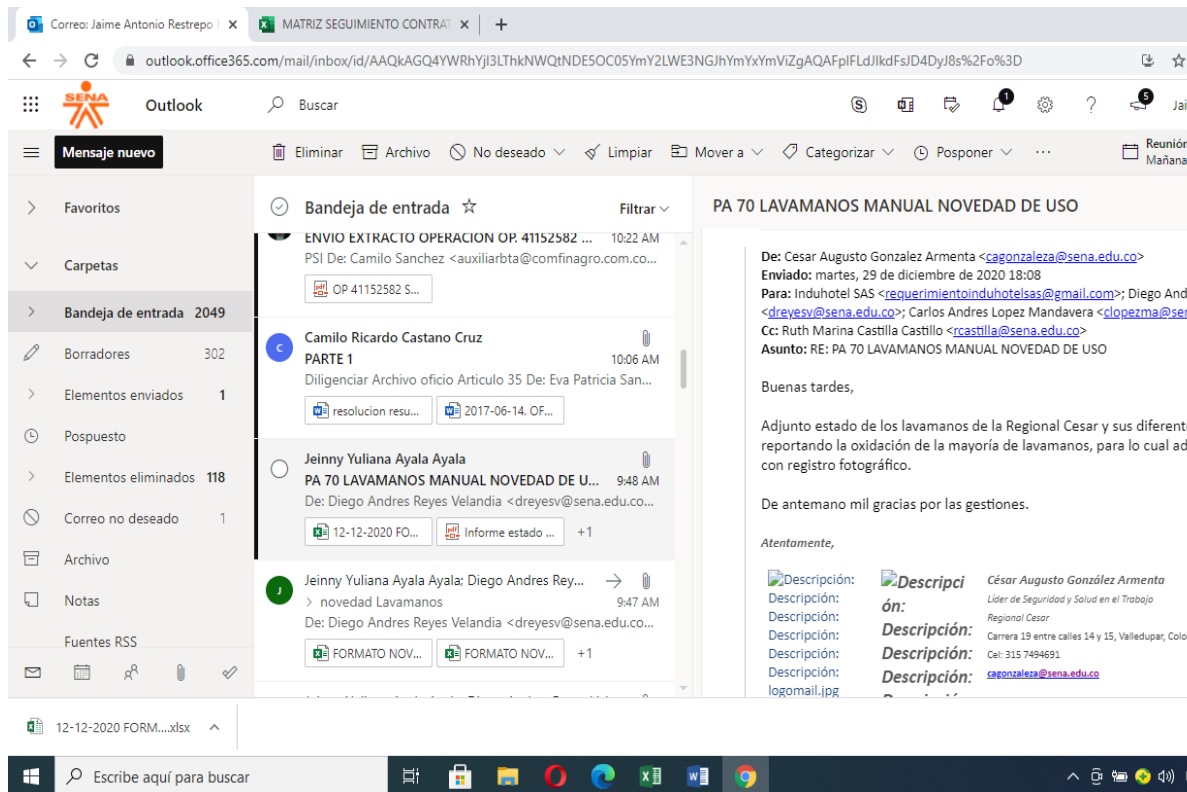 Correo: Jaime Antonio Restrepo
MATRIZ SEGUIMIENTO CONTRAT
outlook.office365.com/mail/inbox/id/AAQkAGQ4YWRhYjI3LThkNWQtNDE5OC05YmY2LWE3NGJhYmYxYmViZgAQAFpIFLdJIkdFsJD4DyJ8s%2Fo%3D
SENA
Outlook
Buscar
1
5
Jai
Mensaje nuevo
Eliminar
Archivo
No deseado
Limpiar
Mover a
Categorizar
Posponer
...
Reunión
Mañana
Favoritos
Carpetas
Bandeja de entrada 2049
Borradores 302
Elementos enviados 1
Pospuesto
Elementos eliminados 118
Correo no deseado 1
Archivo
Notas
Fuentes RSS
Bandeja de entrada
Filtrar
ENVIO EXTRACTO OPERACIÓN OP. 41152582 ... 10:22 AM
PSI De: Camilo Sanchez <auxiliarbta@comfinagro.com.co...
OP 41152582 S...
C
Camilo Ricardo Castano Cruz
PARTE 1 10:06 AM
Diligenciar Archivo oficio Articulo 35 De: Eva Patricia San...
resolucion resu...
2017-06-14. OF...
Jeinny Yuliana Ayala Ayala
PA 70 LAVAMANOS MANUAL NOVEDAD DE U... 9:48 AM
De: Diego Andres Reyes Velandia <dreyesv@sena.edu.co...
12-12-2020 FO...
Informe estado ...
+1
J
Jeinny Yuliana Ayala Ayala; Diego Andres Rey...
> novedad Lavamanos 9:47 AM
De: Diego Andres Reyes Velandia <dreyesv@sena.edu.co...
FORMATO NOV...
FORMATO NOV...
+1
PA 70 LAVAMANOS MANUAL NOVEDAD DE USO
De: Cesar Augusto Gonzalez Armenta <cagonzaleza@sena.edu.co>
Enviado: martes, 29 de diciembre de 2020 18:08
Para: Induhotel SAS <requerimientoinduhotelsas@gmail.com>; Diego And
<dreyesv@sena.edu.co>; Carlos Andres Lopez Mandavera <clopezma@sen
Cc: Ruth Marina Castilla Castillo <rcastilla@sena.edu.co>
Asunto: RE: PA 70 LAVAMANOS MANUAL NOVEDAD DE USO
Buenas tardes,
Adjunto estado de los lavamanos de la Regional Cesar y sus diferent
reportando la oxidación de la mayoría de lavamanos, para lo cual ad
con registro fotográfico.
De antemano mil gracias por las gestiones.
Atentamente,
Descripción:
Descripción:
Descripción:
Descripción:
Descripción:
Descripción:
logomail.jpg
Descripci
ón:
Descripción:
Descripción:
Descripción:
César Augusto González Armenta
Líder de Seguridad y Salud en el Trabajo
Regional Cesar
Carrera 19 entre calles 14 y 15, Valledupar, Colo
Cel: 315 7494691
cagonzaleza@sena.edu.co
12-12-2020 FORM....xlsx
Escribe aquí para buscar